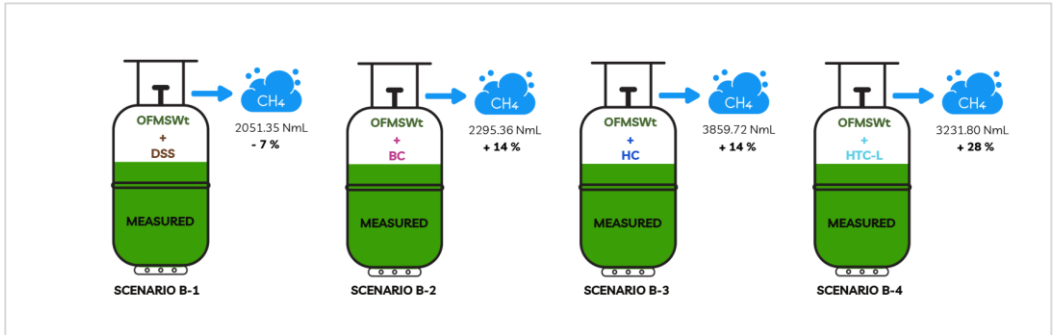 CH₄
OFMSWt
+
DSS
2051.35 NmL
- 7 %
MEASURED
SCENARIO B-1
CH₄
OFMSWt
+
BC
2295.36 NmL
+ 14 %
MEASURED
SCENARIO B-2
CH₄
OFMSWt
+
HC
3859.72 NmL
+ 14 %
MEASURED
SCENARIO B-3
CH₄
OFMSWt
+
HTC-L
3231.80 NmL
+ 28 %
MEASURED
SCENARIO B-4